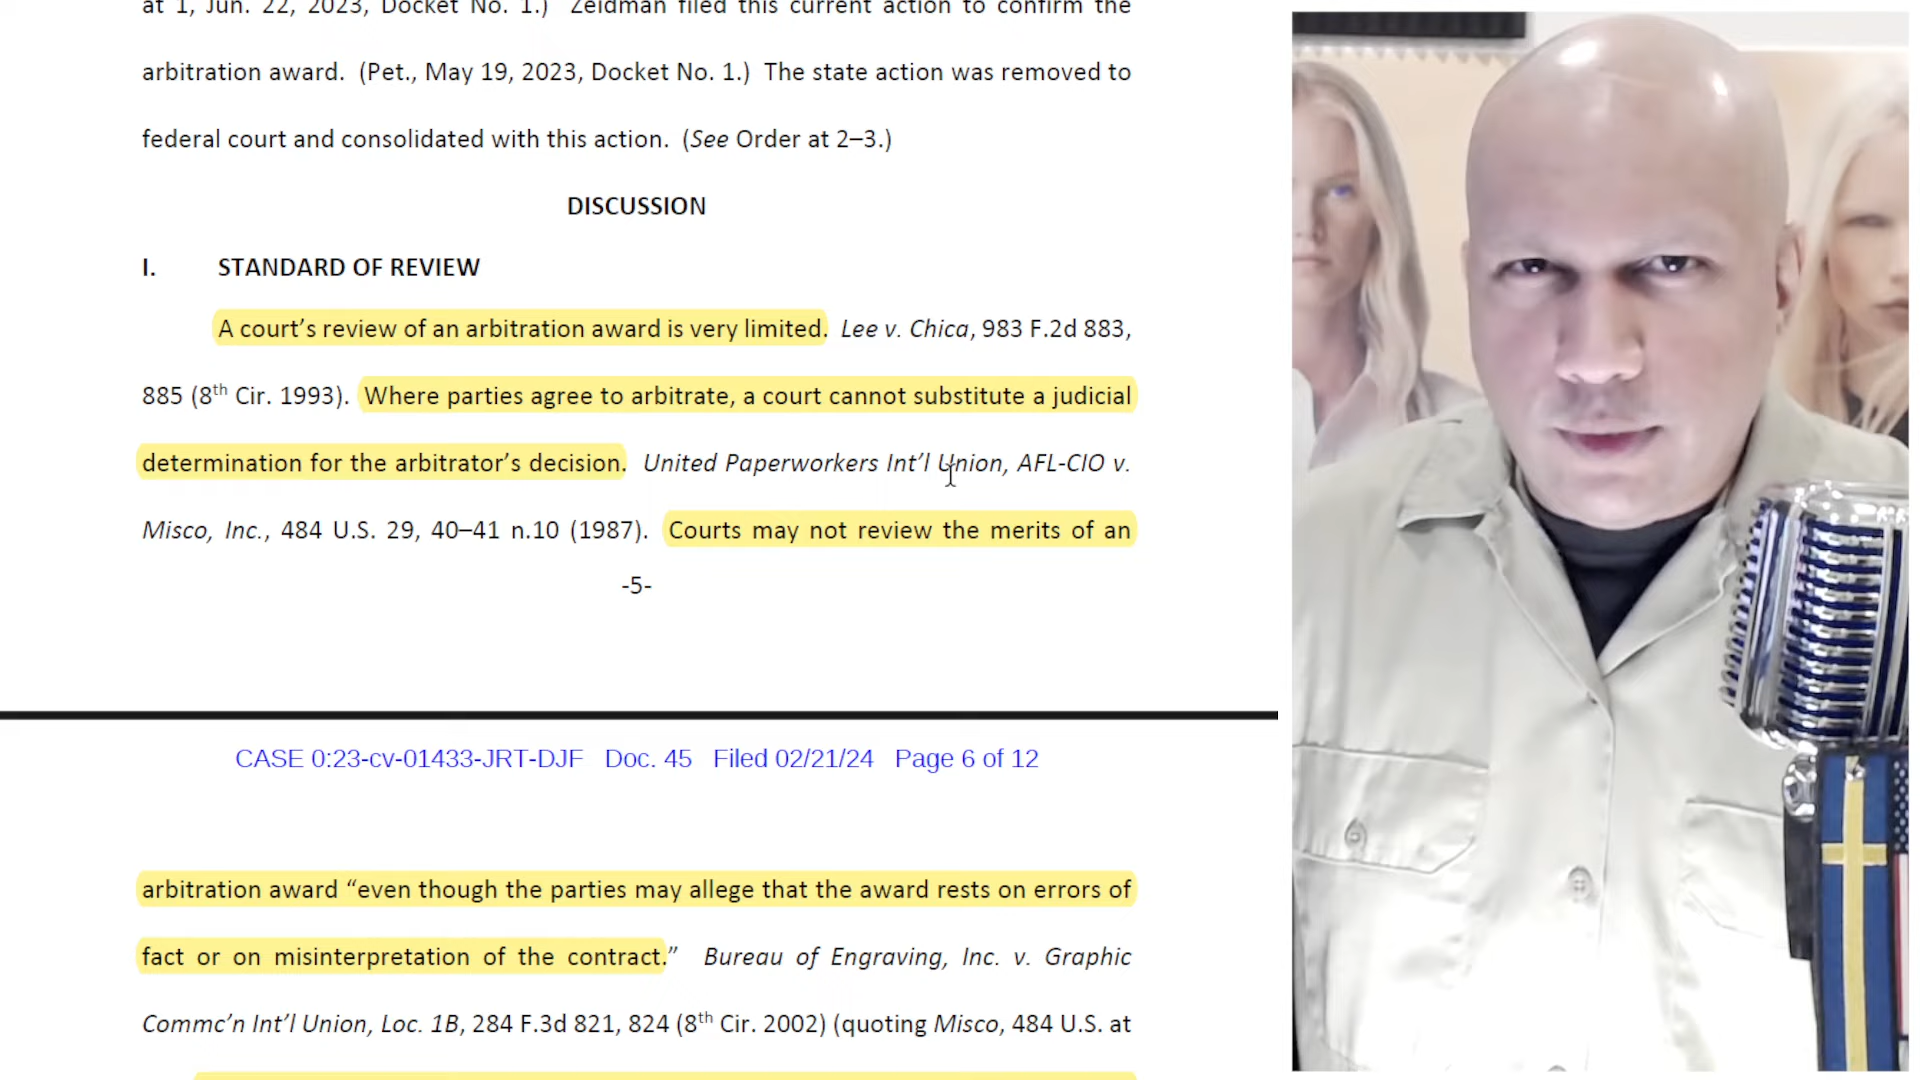 at 1, Jun. 22, 2023, Docket No. 1.) Zeidman filed this current action to confirm the
arbitration award. (Pet., May 19, 2023, Docket No. 1.) The state action was removed to
federal court and consolidated with this action. (See Order at 2–3.)
DISCUSSION
I. STANDARD OF REVIEW
A court’s review of an arbitration award is very limited. Lee v. Chica, 983 F.2d 883,
885 (8th Cir. 1993). Where parties agree to arbitrate, a court cannot substitute a judicial
determination for the arbitrator’s decision. United Paperworkers Int’l Union, AFL-CIO v.
Misco, Inc., 484 U.S. 29, 40–41 n.10 (1987). Courts may not review the merits of an
-5-
CASE 0:23-cv-01433-JRT-DJF Doc. 45 Filed 02/21/24 Page 6 of 12
arbitration award “even though the parties may allege that the award rests on errors of
fact or on misinterpretation of the contract.” Bureau of Engraving, Inc. v. Graphic
Commc’n Int’l Union, Loc. 1B, 284 F.3d 821, 824 (8th Cir. 2002) (quoting Misco, 484 U.S. at